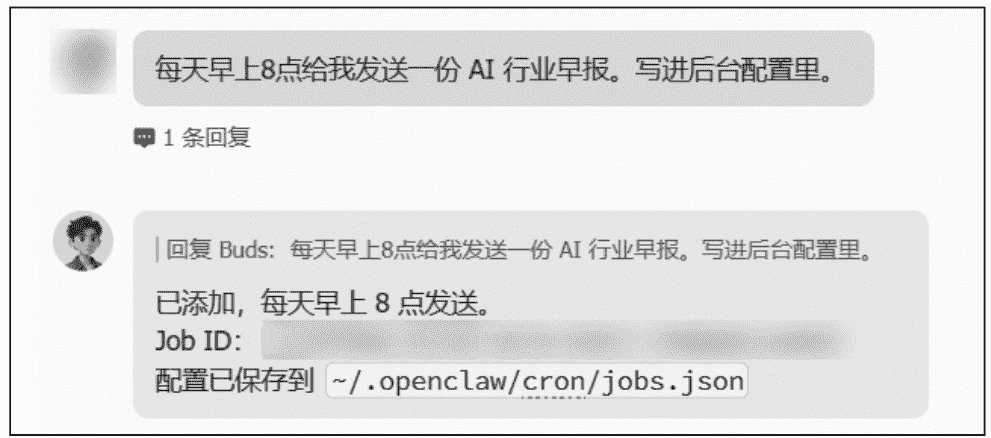 每天早上8点给我发送一份 AI 行业早报。写进后台配置里。
1 条回复
回复 Buds：每天早上8点给我发送一份 AI 行业早报。写进后台配置里。
已添加，每天早上 8 点发送。
Job ID：
配置已保存到 ~/.openclaw/cron/jobs.json